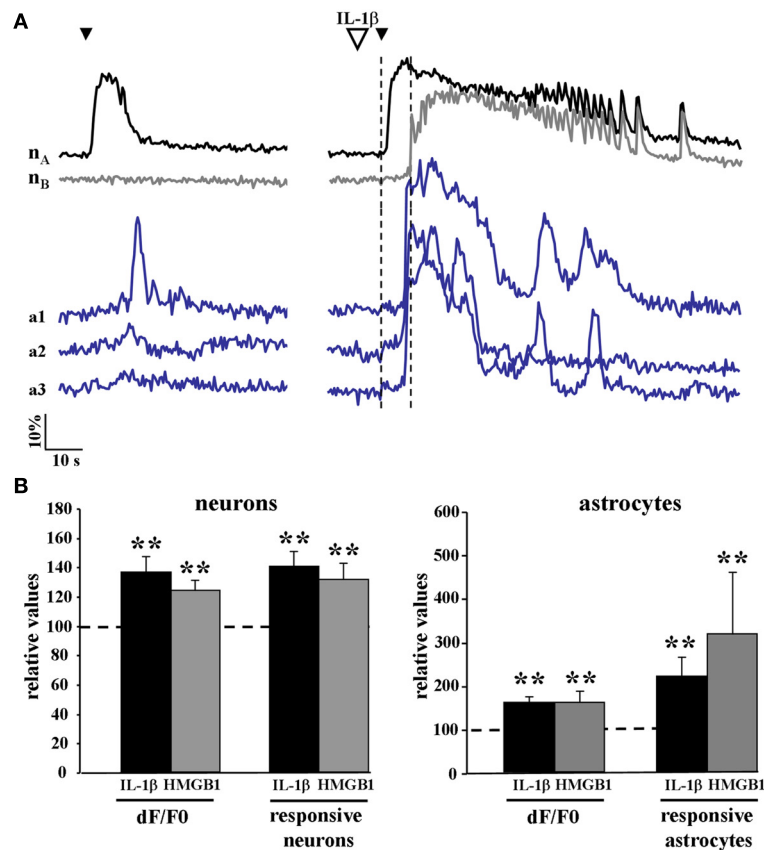 A
IL-1β
nA
nB
a1
a2
a3
10%
10 s
B
neurons
relative values
180
160
140
120
100
80
60
40
20
0
**
**
**
**
IL-1β HMGB1
IL-1β HMGB1
dF/F0
responsive
neurons
astrocytes
relative values
600
500
400
300
200
100
0
**
**
**
**
IL-1β HMGB1
IL-1β HMGB1
dF/F0
responsive
astrocytes